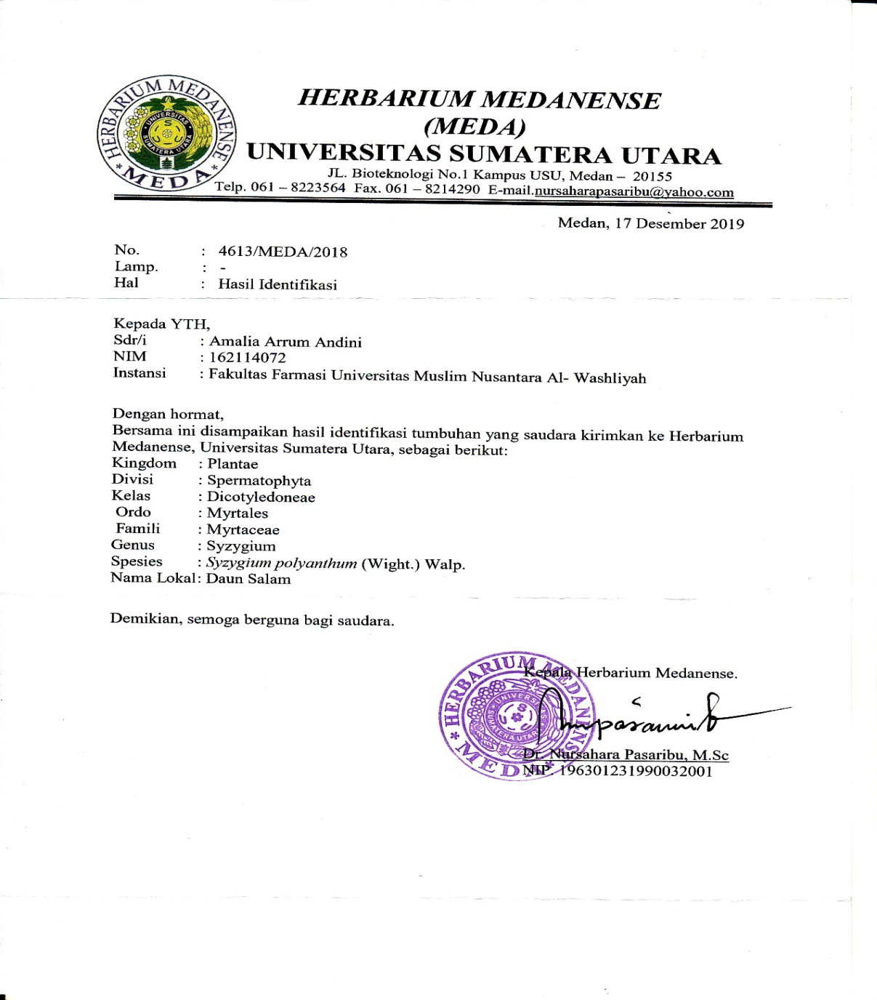 HERBARIUM MEDANENSE
* MEDA *
UNIVERSITAS
SUMATERA UTARA
HERBARIUM MEDANENSE
(MEDA)
UNIVERSITAS SUMATERA UTARA
JL. Bioteknologi No.1 Kampus USU, Medan – 20155
Telp. 061 – 8223564 Fax. 061 – 8214290 E-mail.nursaharapasaribu@yahoo.com
Medan, 17 Desember 2019
No. : 4613/MEDA/2018
Lamp. : -
Hal : Hasil Identifikasi
Kepada YTH,
Sdr/i : Amalia Arrum Andini
NIM : 162114072
Instansi : Fakultas Farmasi Universitas Muslim Nusantara Al- Washliyah
Dengan hormat,
Bersama ini disampaikan hasil identifikasi tumbuhan yang saudara kirimkan ke Herbarium
Medanense, Universitas Sumatera Utara, sebagai berikut:
Kingdom : Plantae
Divisi : Spermatophyta
Kelas : Dicotyledoneae
Ordo : Myrtales
Famili : Myrtaceae
Genus : Syzygium
Spesies : Syzygium polyanthum (Wight.) Walp.
Nama Lokal: Daun Salam
Demikian, semoga berguna bagi saudara.
Kepala Herbarium Medanense.
HERBARIUM MEDANENSE
* MEDA *
UNIVERSITAS
SUMATERA UTARA
Dr. Nursahara Pasaribu, M.Sc
NIP. 196301231990032001